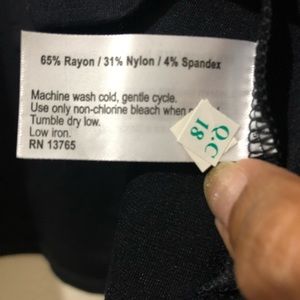 65% Rayon / 31% Nylon / 4% Spandex
Machine wash cold, gentle cycle.
Use only non-chlorine bleach when
Tumble dry low.
Low iron.
RN 13765
Q.C
18